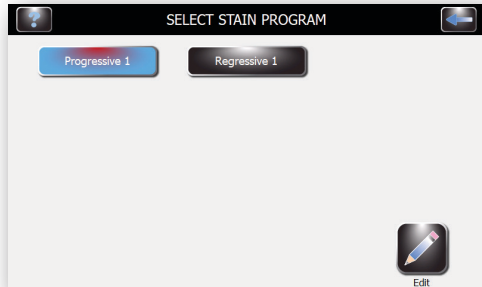 ?
SELECT STAIN PROGRAM
Progressive 1
Regressive 1
Edit